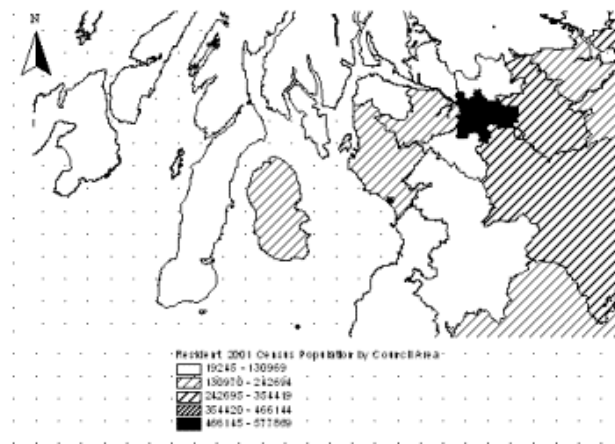 N
Resident 2001 Census Population by Council Area
19245 - 130969
130970 - 242694
242695 - 354419
354420 - 466144
466145 - 577869